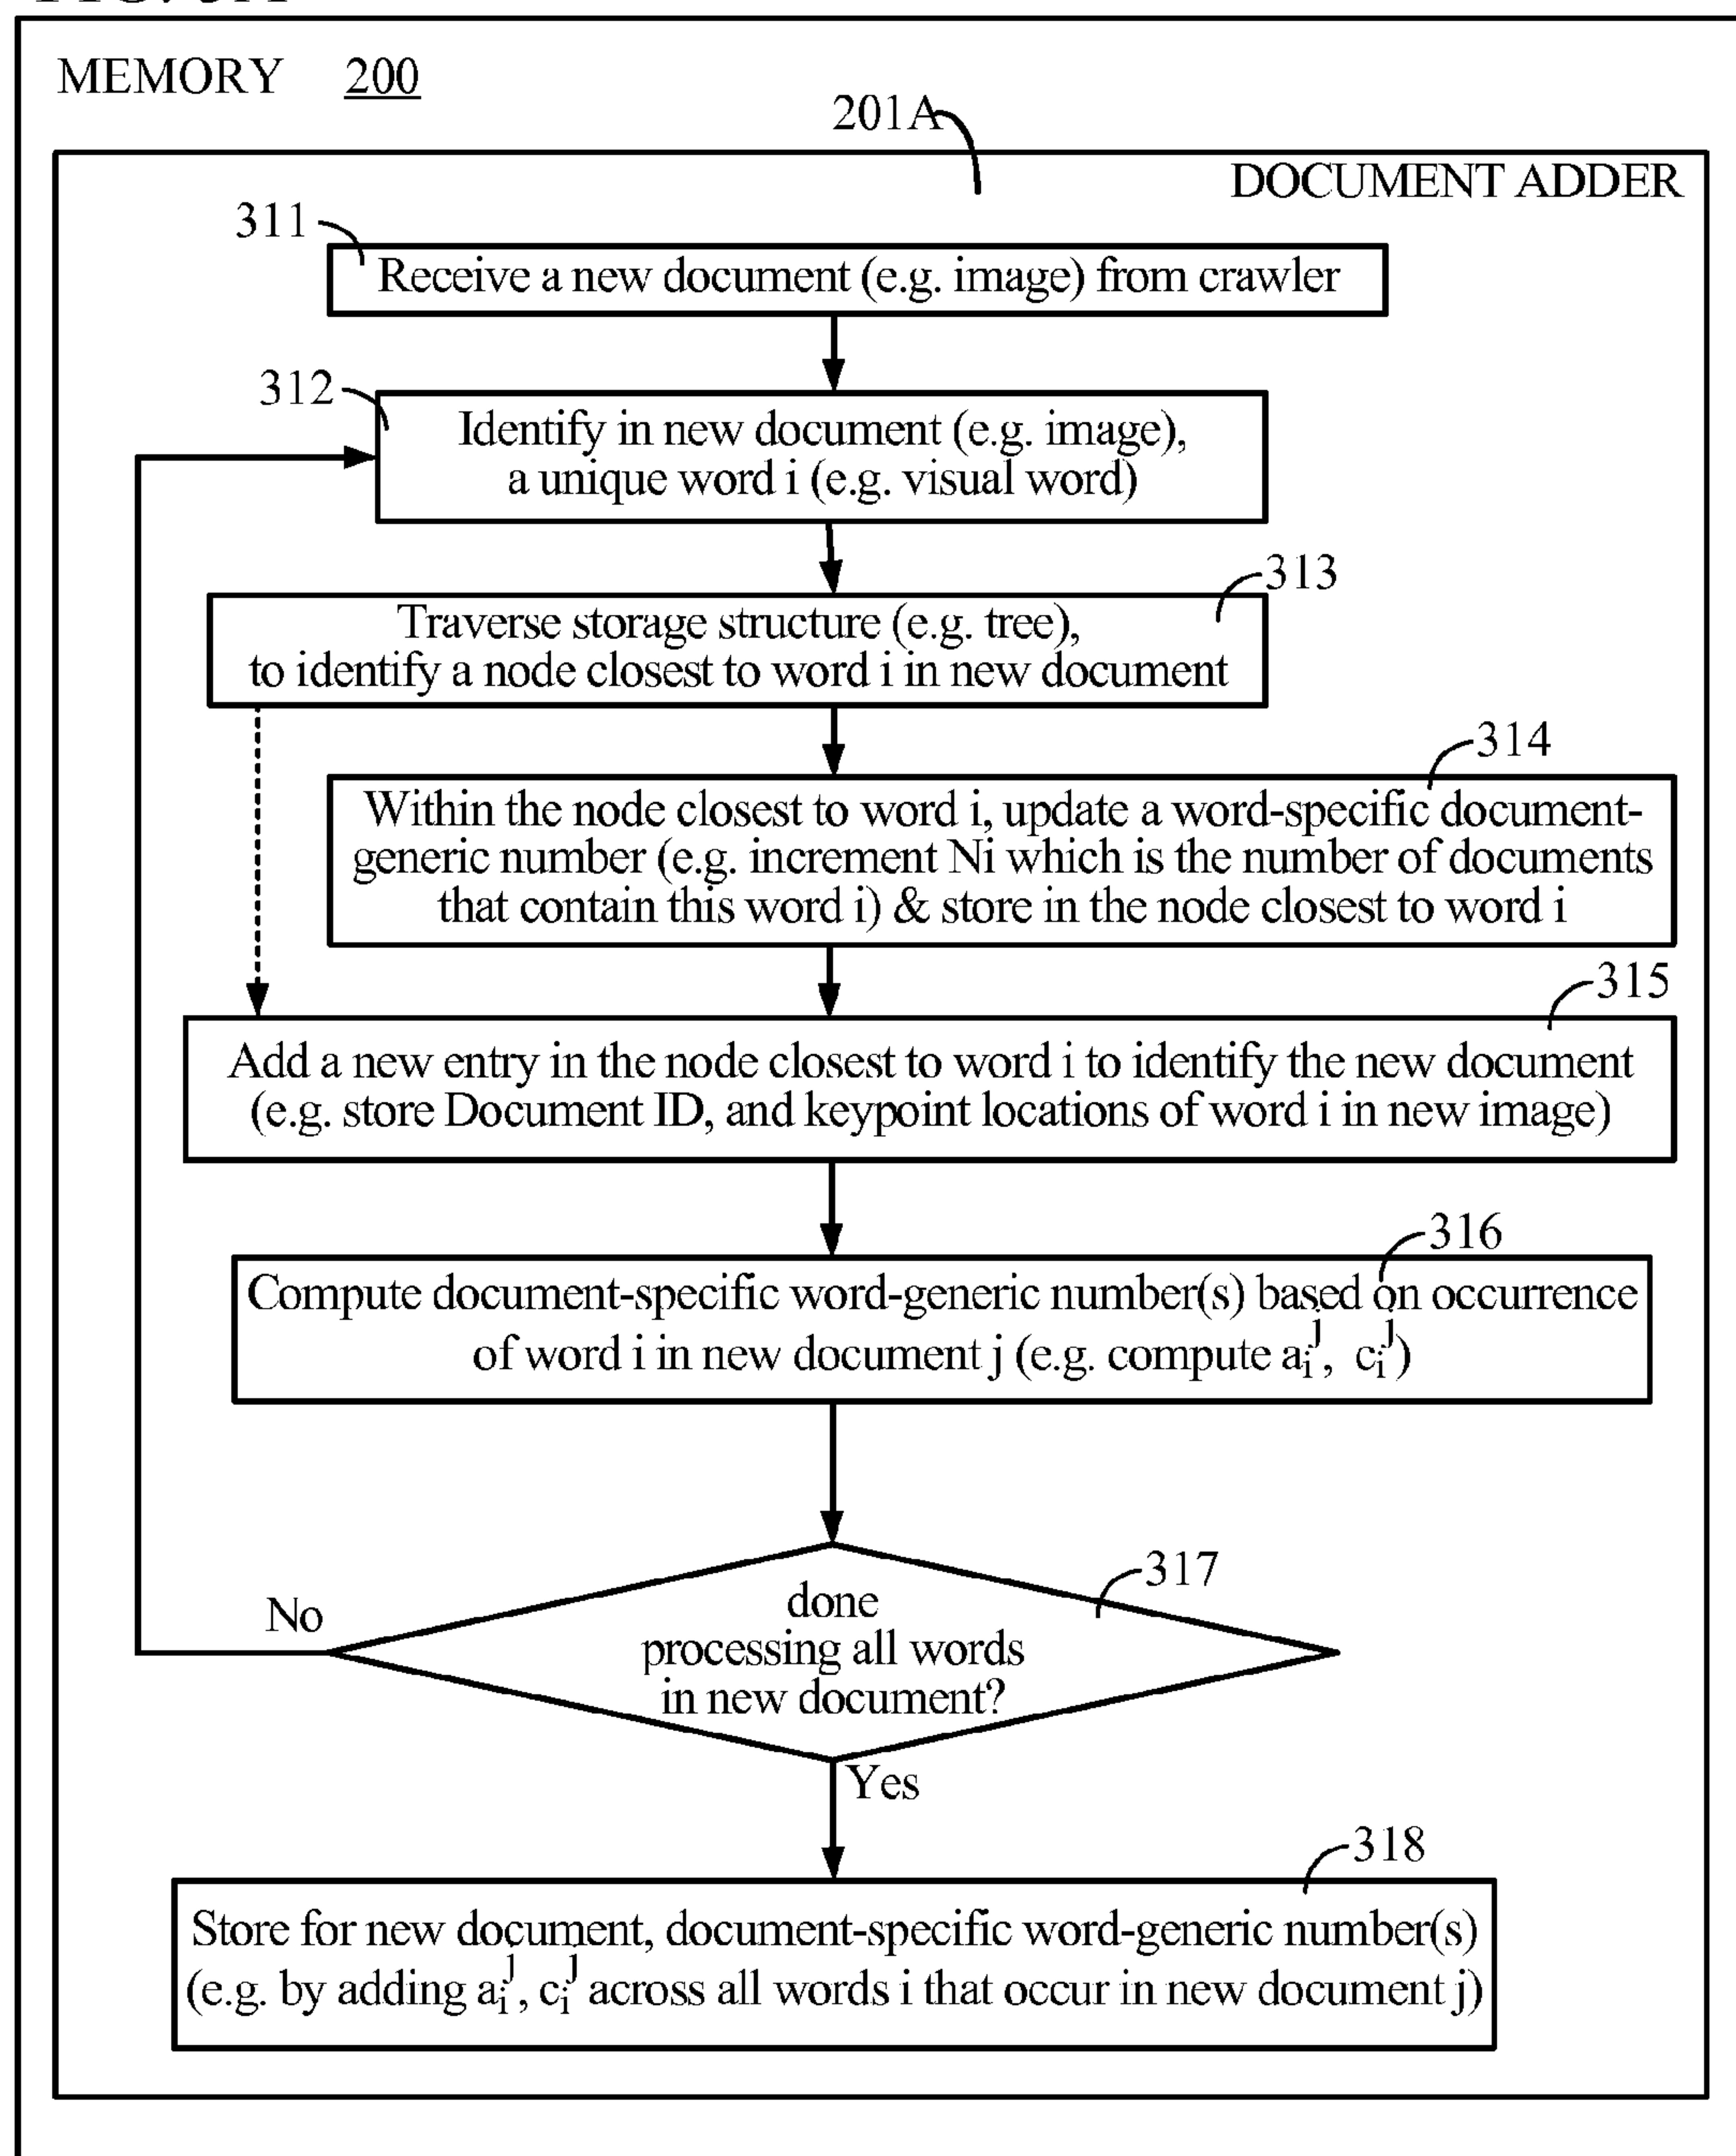 MEMORY 200
201A
DOCUMENT ADDER
311
Receive a new document (e.g. image) from crawler
312
Identify in new document (e.g. image),
a unique word i (e.g. visual word)
313
Traverse storage structure (e.g. tree),
to identify a node closest to word i in new document
314
Within the node closest to word i, update a word-specific document-
generic number (e.g. increment Ni which is the number of documents
that contain this word i) & store in the node closest to word i
315
Add a new entry in the node closest to word i to identify the new document
(e.g. store Document ID, and keypoint locations of word i in new image)
316
Compute document-specific word-generic number(s) based on occurrence
of word i in new document j (e.g. compute a_i^j, c_i^j)
317
done
processing all words
in new document?
No
Yes
318
Store for new document, document-specific word-generic number(s)
(e.g. by adding a_i^j, c_i^j across all words i that occur in new document j)